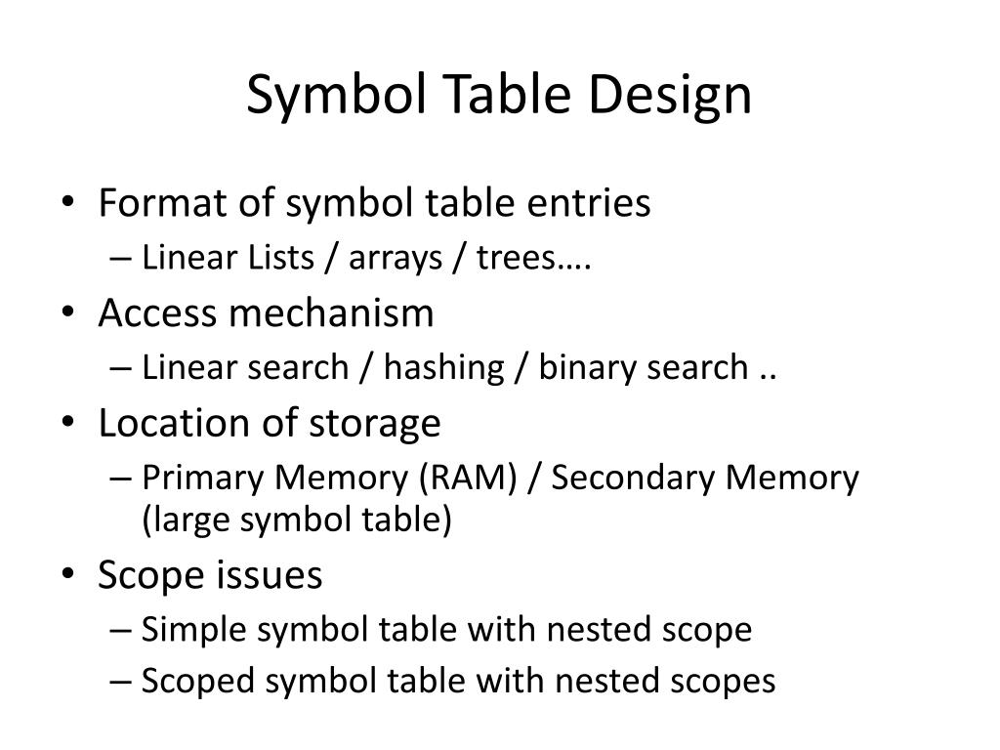 Symbol Table Design
• Format of symbol table entries
– Linear Lists / arrays / trees….
• Access mechanism
– Linear search / hashing / binary search ..
• Location of storage
– Primary Memory (RAM) / Secondary Memory
(large symbol table)
• Scope issues
– Simple symbol table with nested scope
– Scoped symbol table with nested scopes